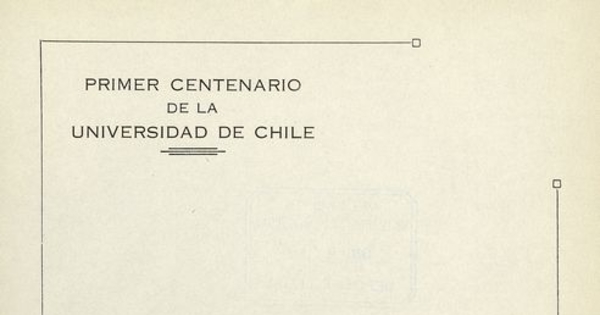 PRIMER CENTENARIO
DE LA
UNIVERSIDAD DE CHILE